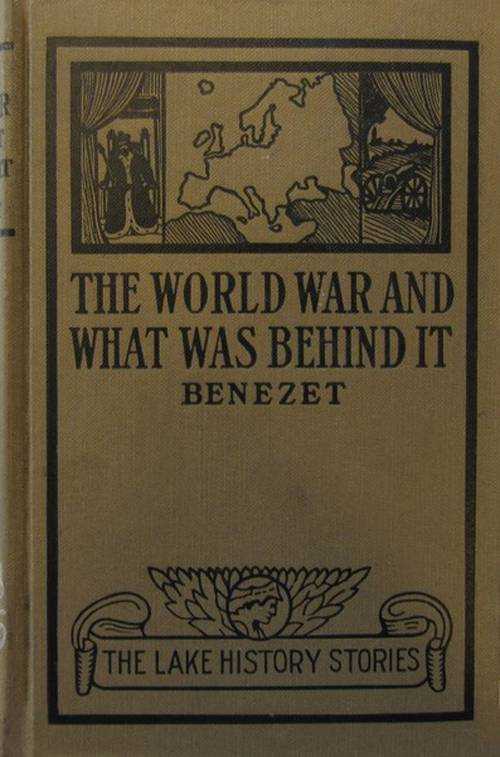 THE WORLD WAR AND
WHAT WAS BEHIND IT
BENEZET
THE LAKE HISTORY STORIES